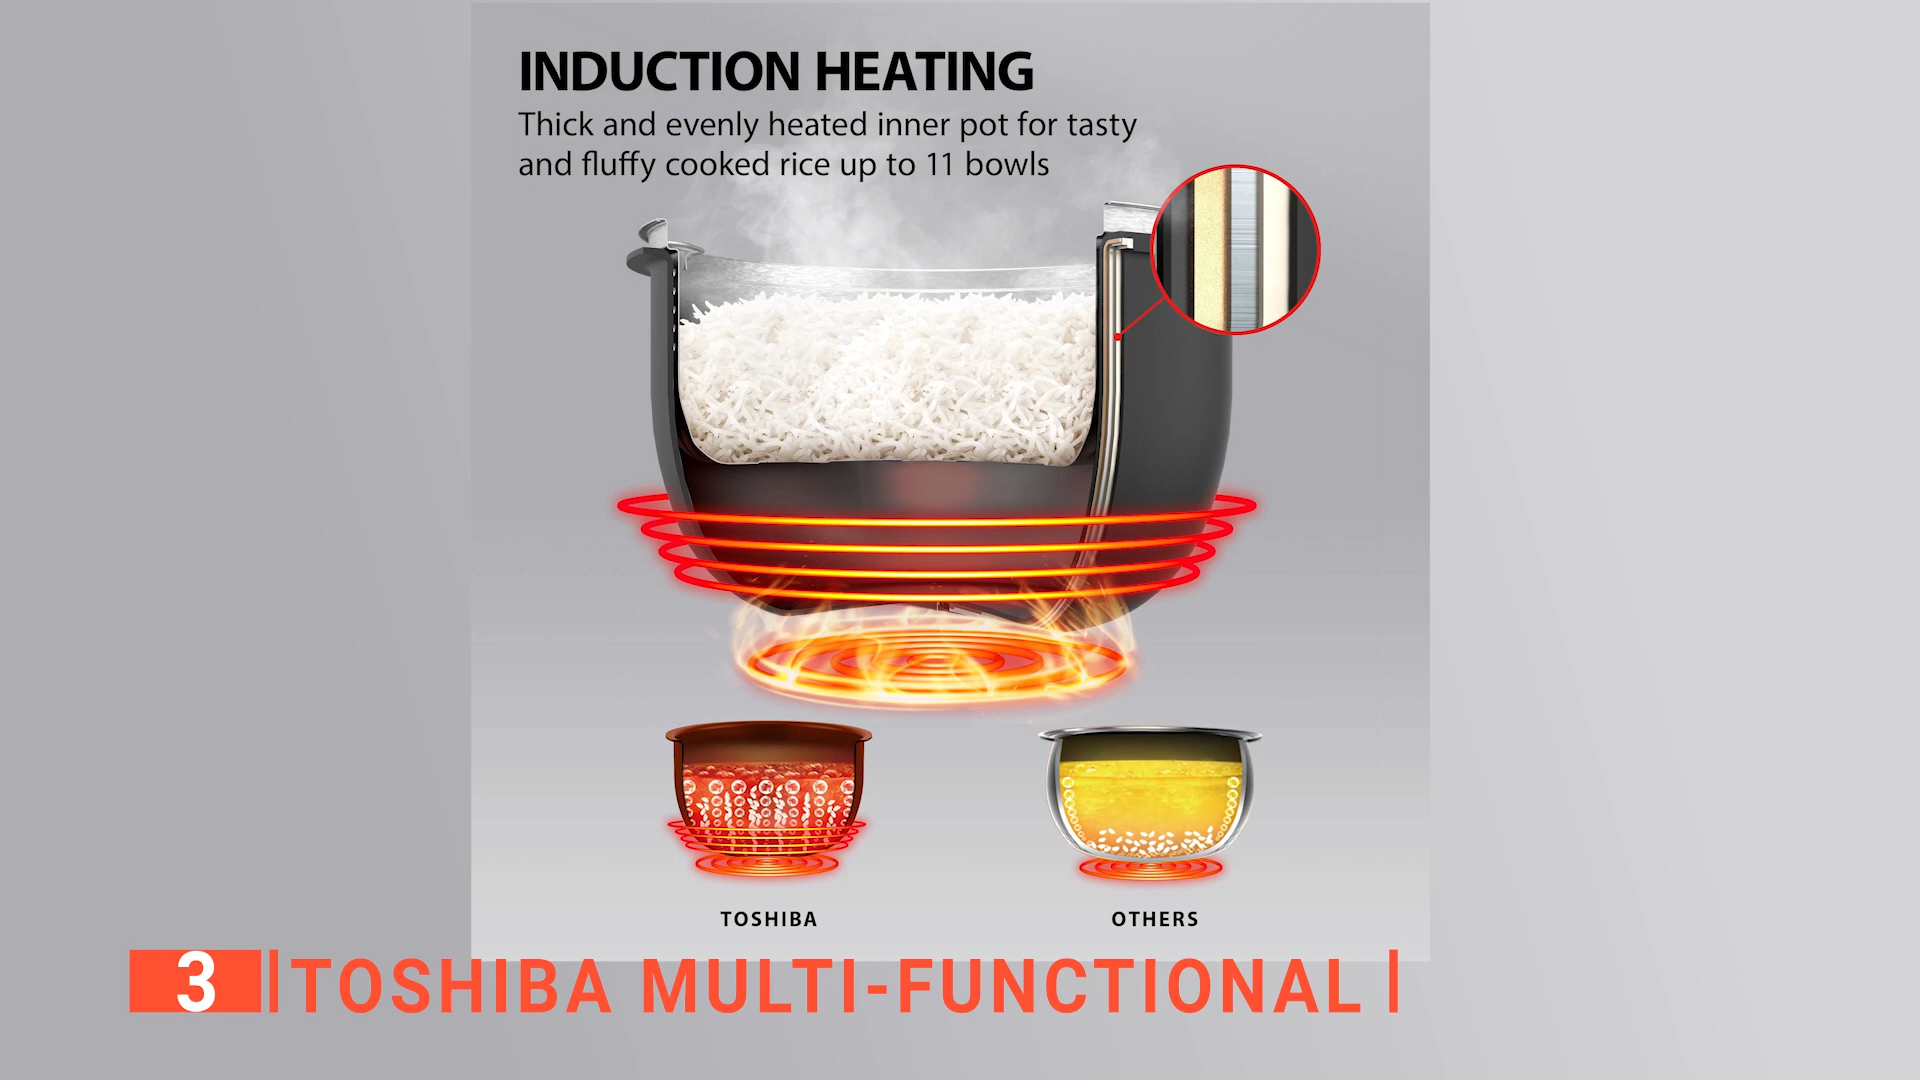 INDUCTION HEATING
Thick and evenly heated inner pot for tasty
and fluffy cooked rice up to 11 bowls
TOSHIBA
OTHERS
3
TOSHIBA MULTI-FUNCTIONAL